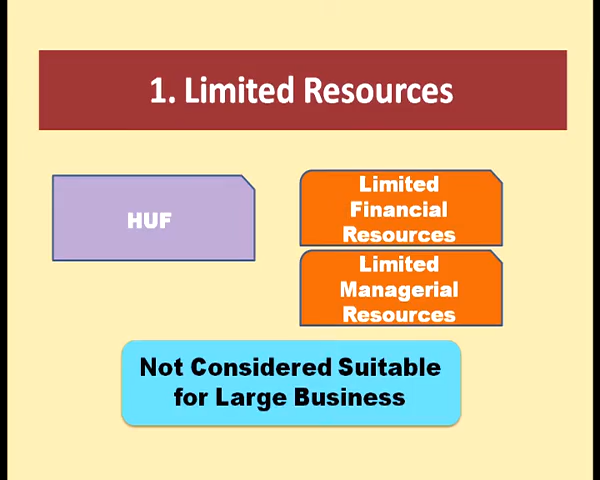 1. Limited Resources
HUF
Limited
Financial
Resources
Limited
Managerial
Resources
Not Considered Suitable
for Large Business